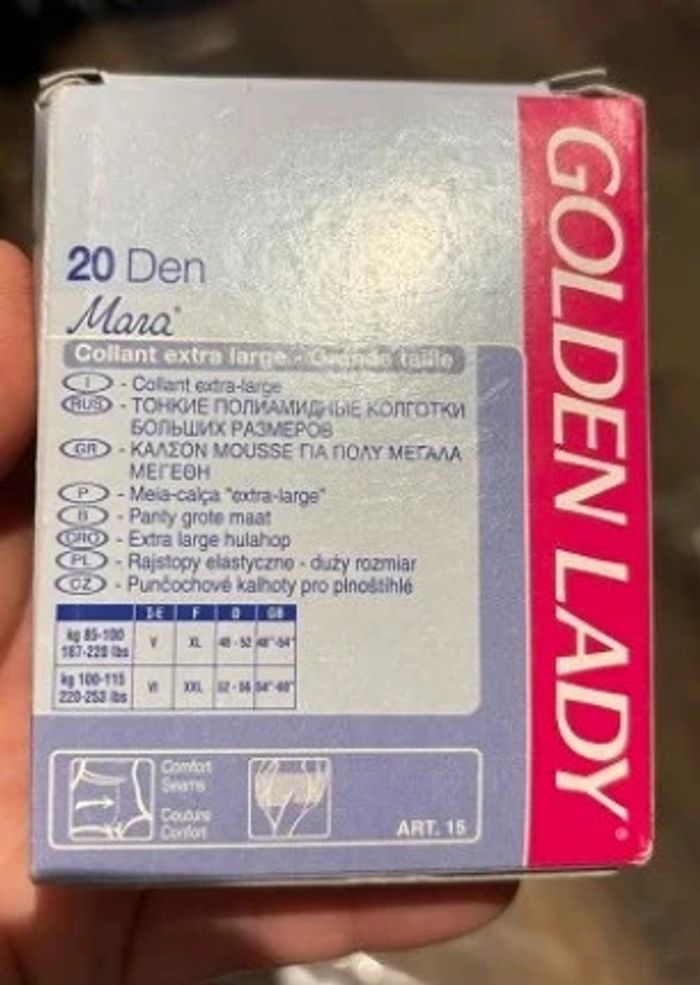 20 Den
Mara®
Collant extra large - Grande taille
I - Collant extra-large
RUS - ТОНКИЕ ПОЛИАМИДНЫЕ КОЛГОТКИ
БОЛЬШИХ РАЗМЕРОВ
GR - ΚΑΛΣΟΝ MOUSSE ΓΙΑ ΠΟΛΥ ΜΕΓΑΛΑ
ΜΕΓΕΘΗ
P - Meia-calça "extra-large"
B - Panty grote maat
CRO - Extra large hulahop
PL - Rajstopy elastyczne - duży rozmiar
CZ - Punčochové kalhoty pro plnoštíhlé
I-E F D GB
kg 85-100
187-220 lbs V XL 48 - 52 48"-54"
kg 100-115
220-253 lbs VI XXL 52 - 56 54"-60"
Comfort
Seams
Couture
Confort
ART. 15
GOLDEN LADY®